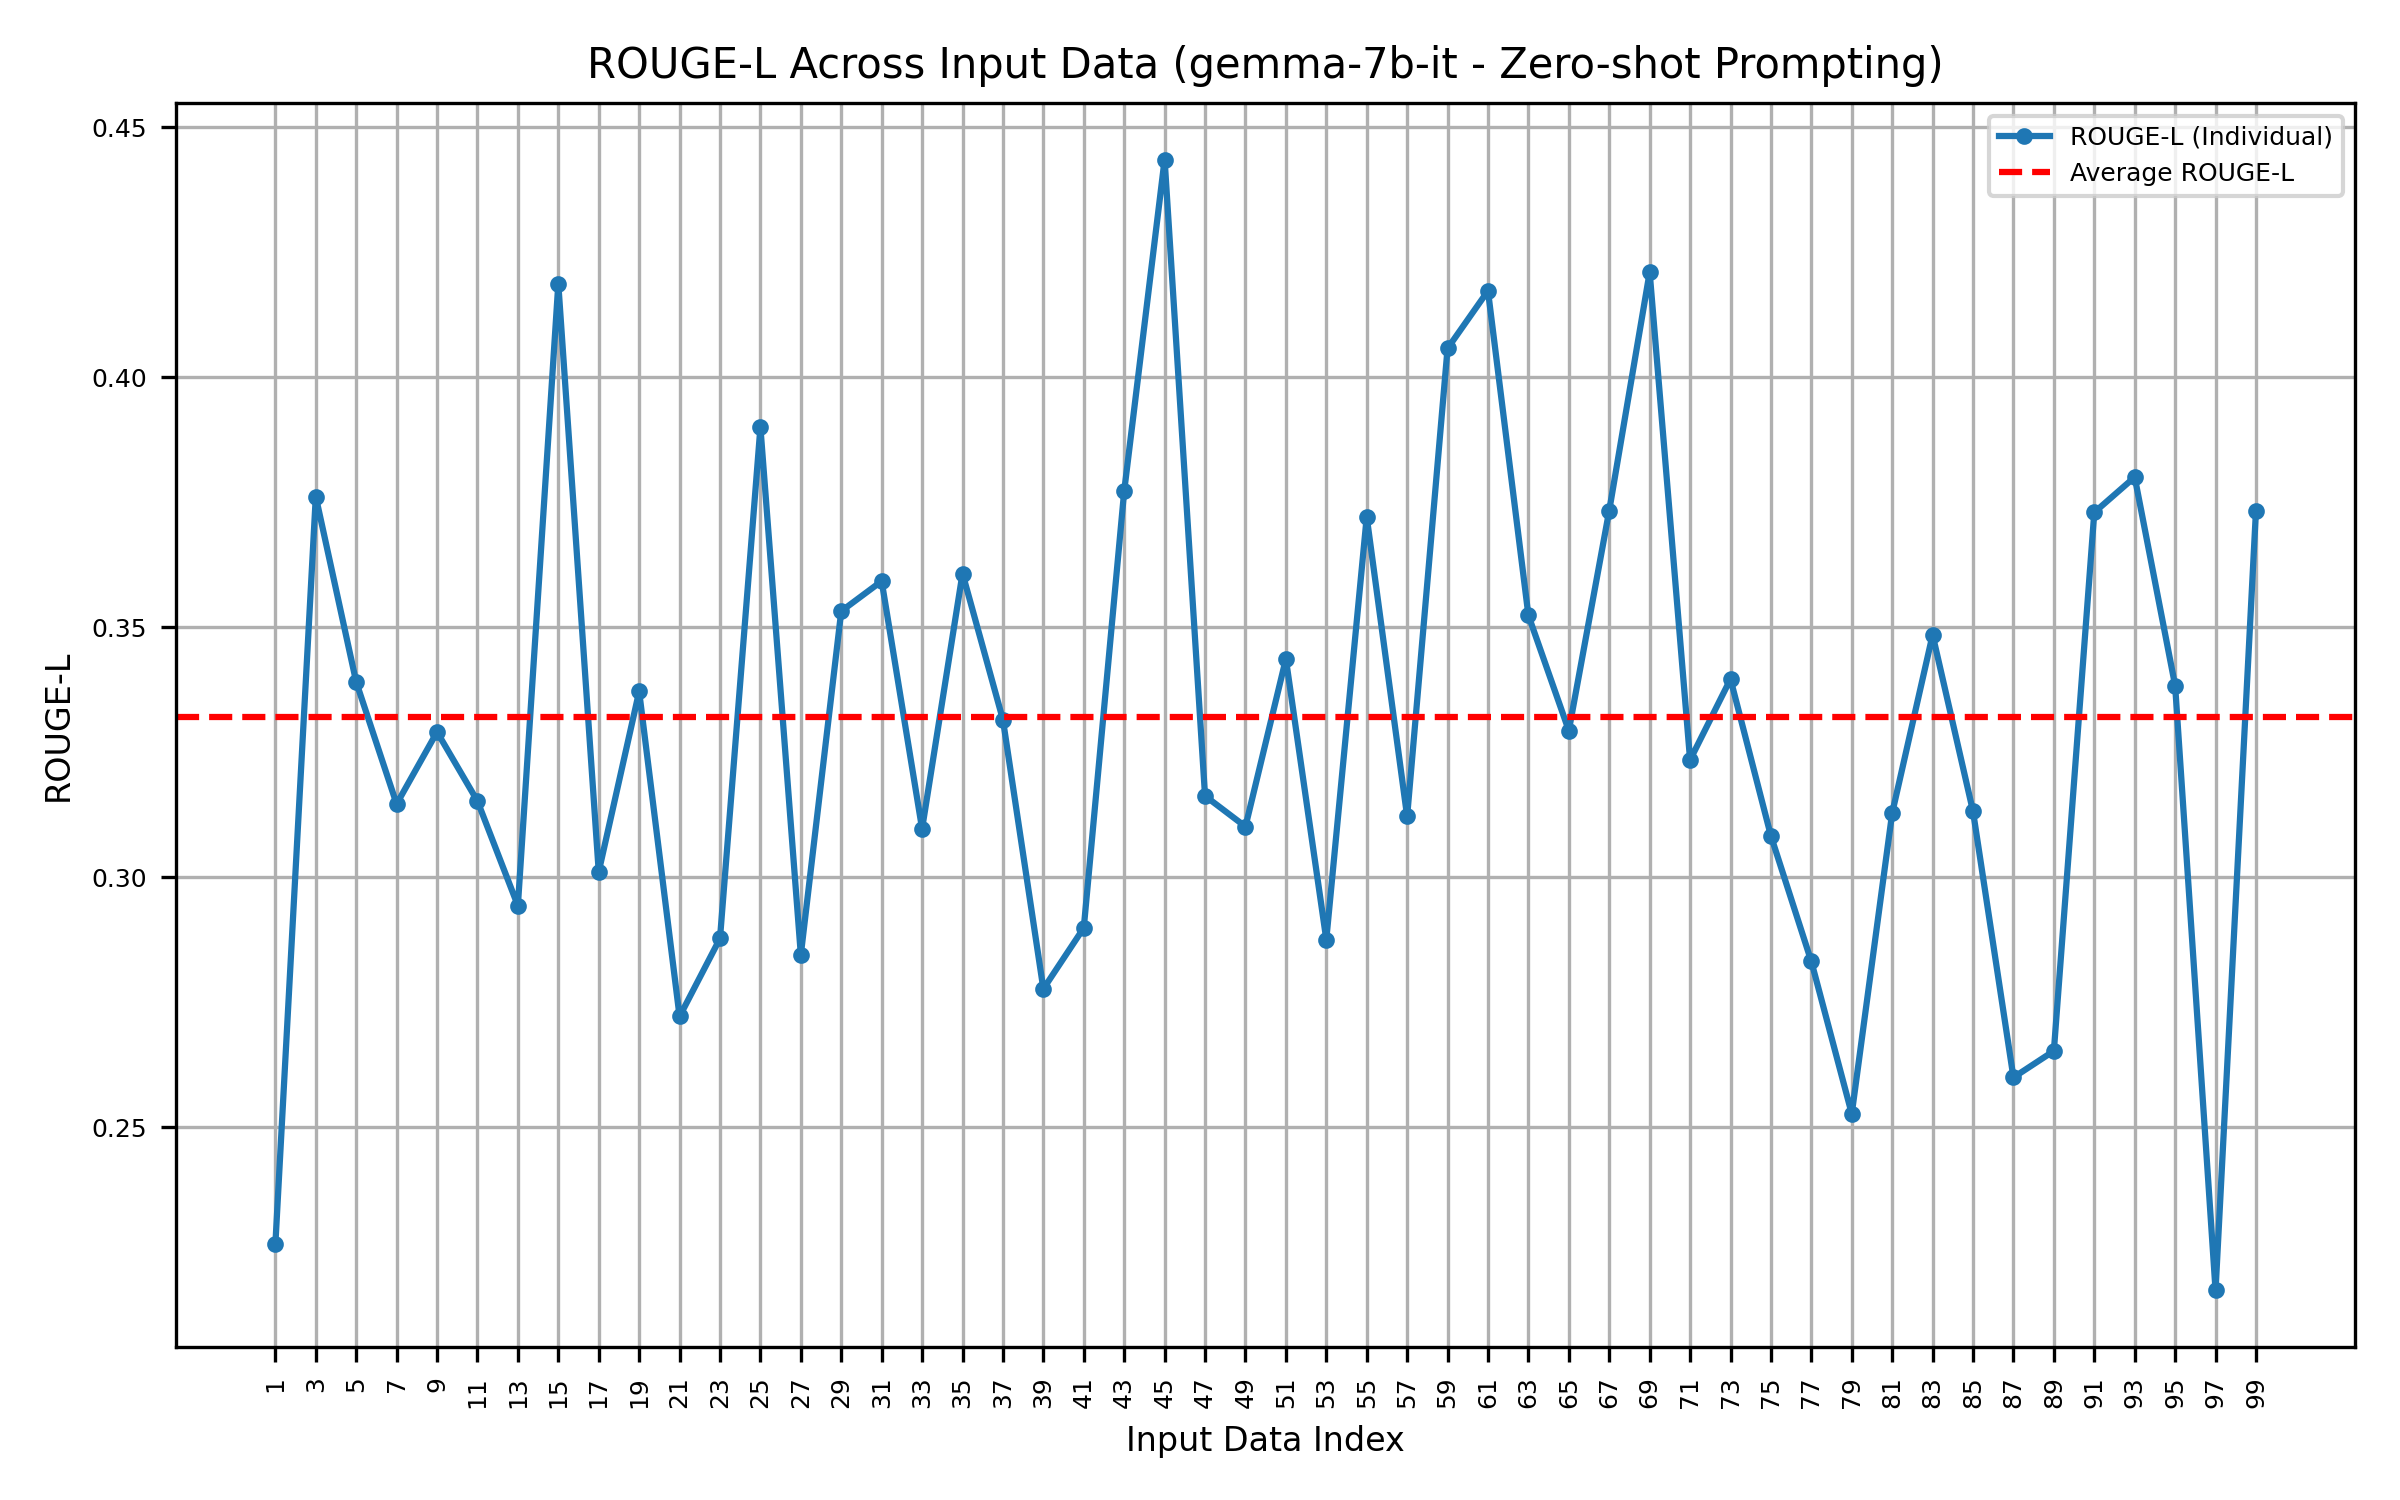 ROUGE-L Across Input Data (gemma-7b-it - Zero-shot Prompting)
ROUGE-L (Individual)
Average ROUGE-L
0.45
0.40
0.35
0.30
0.25
ROUGE-L
1 3 5 7 9 11 13 15 17 19 21 23 25 27 29 31 33 35 37 39 41 43 45 47 49 51 53 55 57 59 61 63 65 67 69 71 73 75 77 79 81 83 85 87 89 91 93 95 97 99
Input Data Index